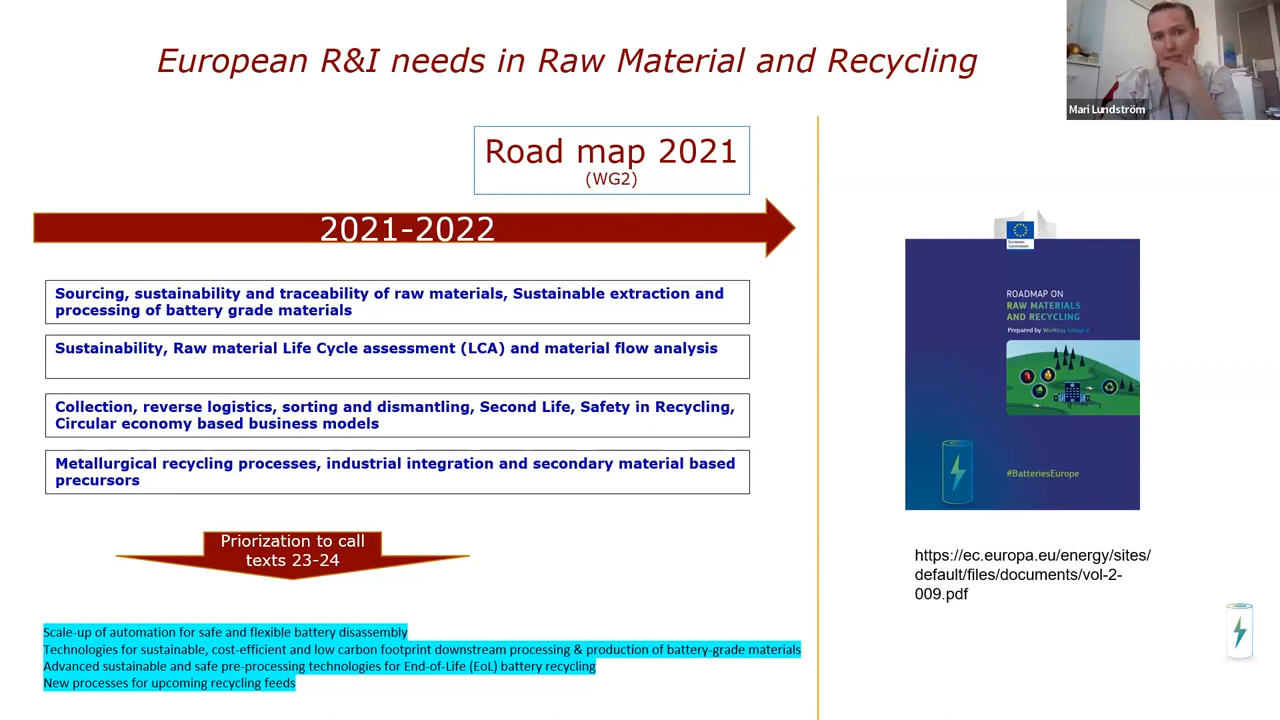 European R&I needs in Raw Material and Recycling
Mari Lundström
Road map 2021
(WG2)
2021-2022
Sourcing, sustainability and traceability of raw materials, Sustainable extraction and
processing of battery grade materials
Sustainability, Raw material Life Cycle assessment (LCA) and material flow analysis
Collection, reverse logistics, sorting and dismantling, Second Life, Safety in Recycling,
Circular economy based business models
Metallurgical recycling processes, industrial integration and secondary material based
precursors
Priorization to call
texts 23-24
Scale-up of automation for safe and flexible battery disassembly
Technologies for sustainable, cost-efficient and low carbon footprint downstream processing & production of battery-grade materials
Advanced sustainable and safe pre-processing technologies for End-of-Life (EoL) battery recycling
New processes for upcoming recycling feeds
European
Commission
ROADMAP ON
RAW MATERIALS
AND RECYCLING
Prepared by Working Group 2
#BatteriesEurope
https://ec.europa.eu/energy/sites/
default/files/documents/vol-2-
009.pdf